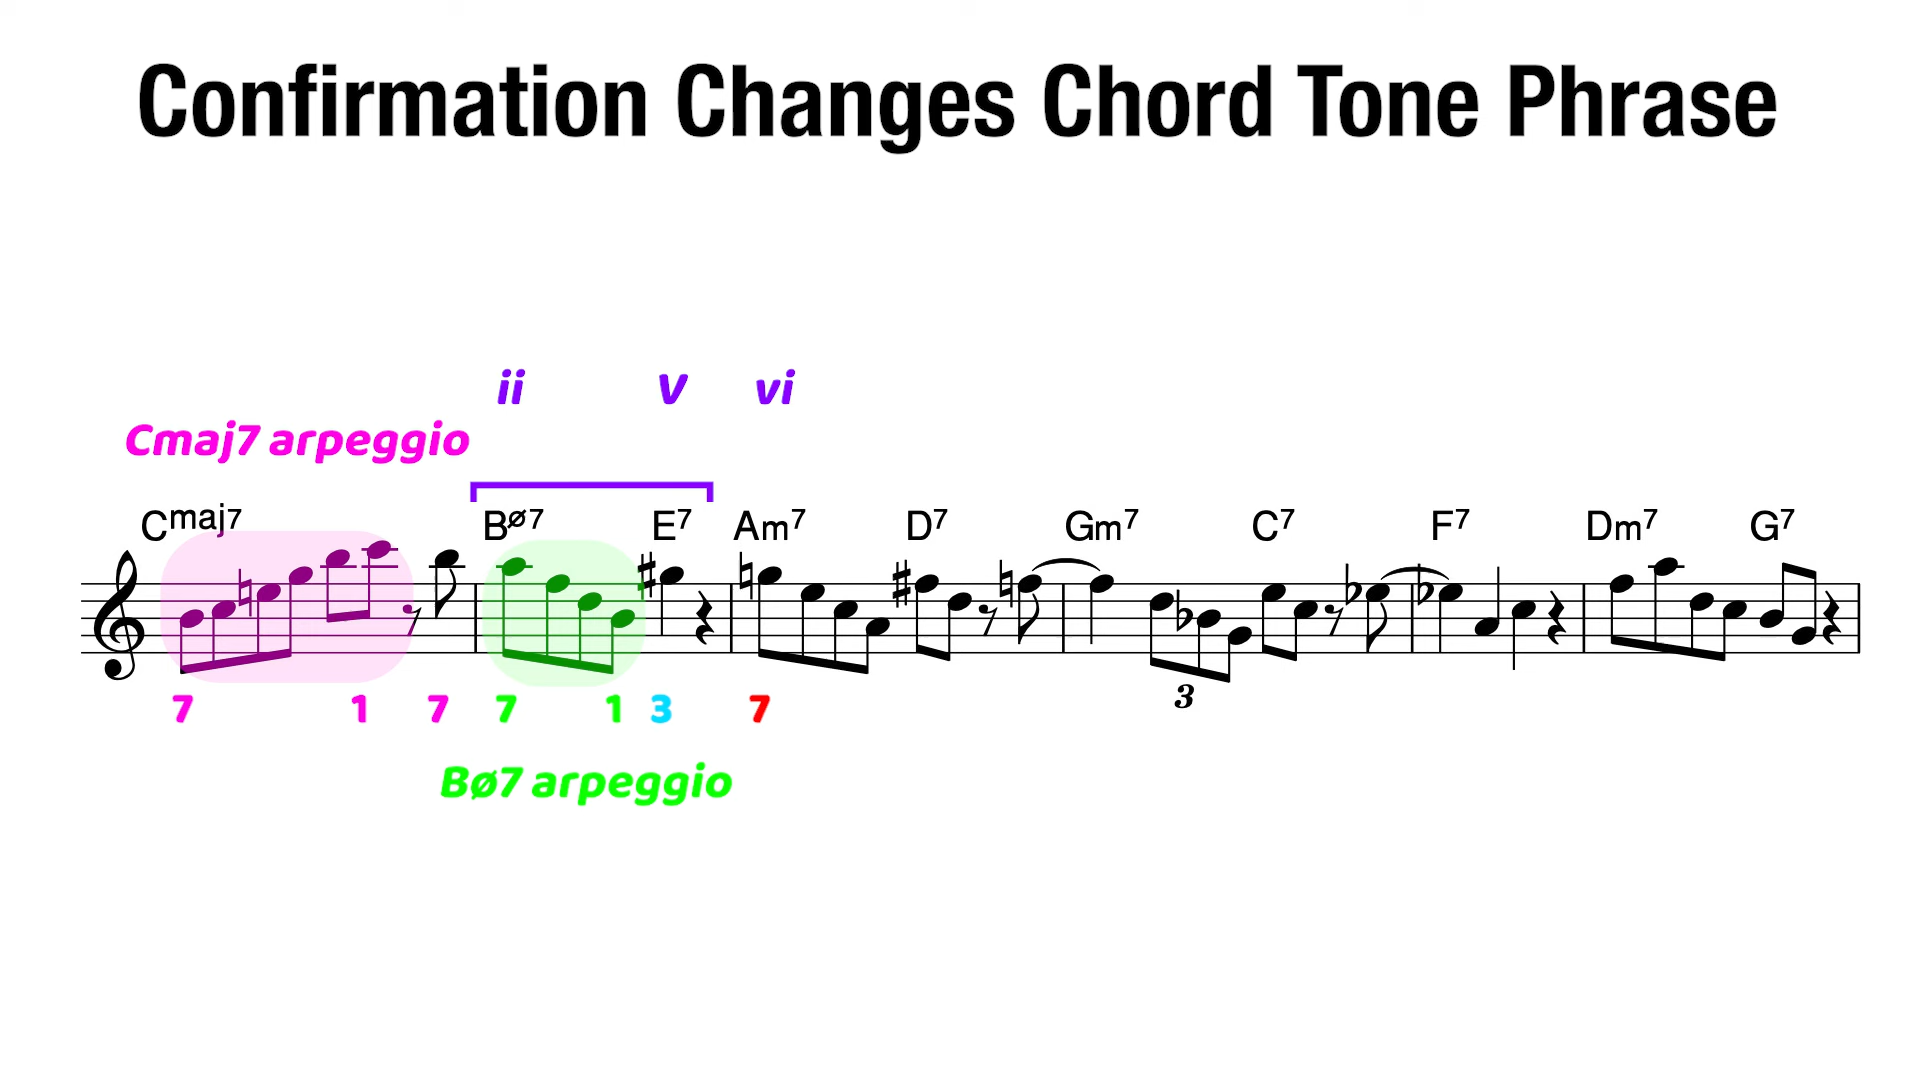 Confirmation Changes Chord Tone Phrase
ii V vi
Cmaj7 arpeggio
Cmaj7 Bø7 E7 Am7 D7 Gm7 C7 F7 Dm7 G7
3
7 1 7 7 1 3 7
Bø7 arpeggio